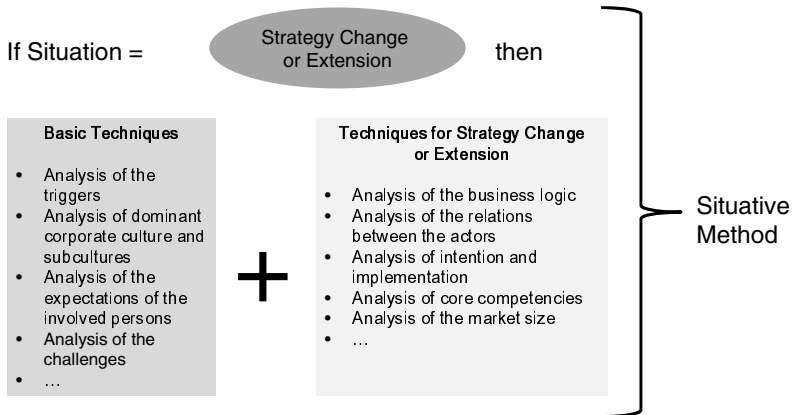 If Situation =
Strategy Change
or Extension
then
Basic Techniques
• Analysis of the
triggers
• Analysis of dominant
corporate culture and
subcultures
• Analysis of the
expectations of the
involved persons
• Analysis of the
challenges
• …
+
Techniques for Strategy Change
or Extension
• Analysis of the business logic
• Analysis of the relations
between the actors
• Analysis of intention and
implementation
• Analysis of core competencies
• Analysis of the market size
• …
Situative
Method